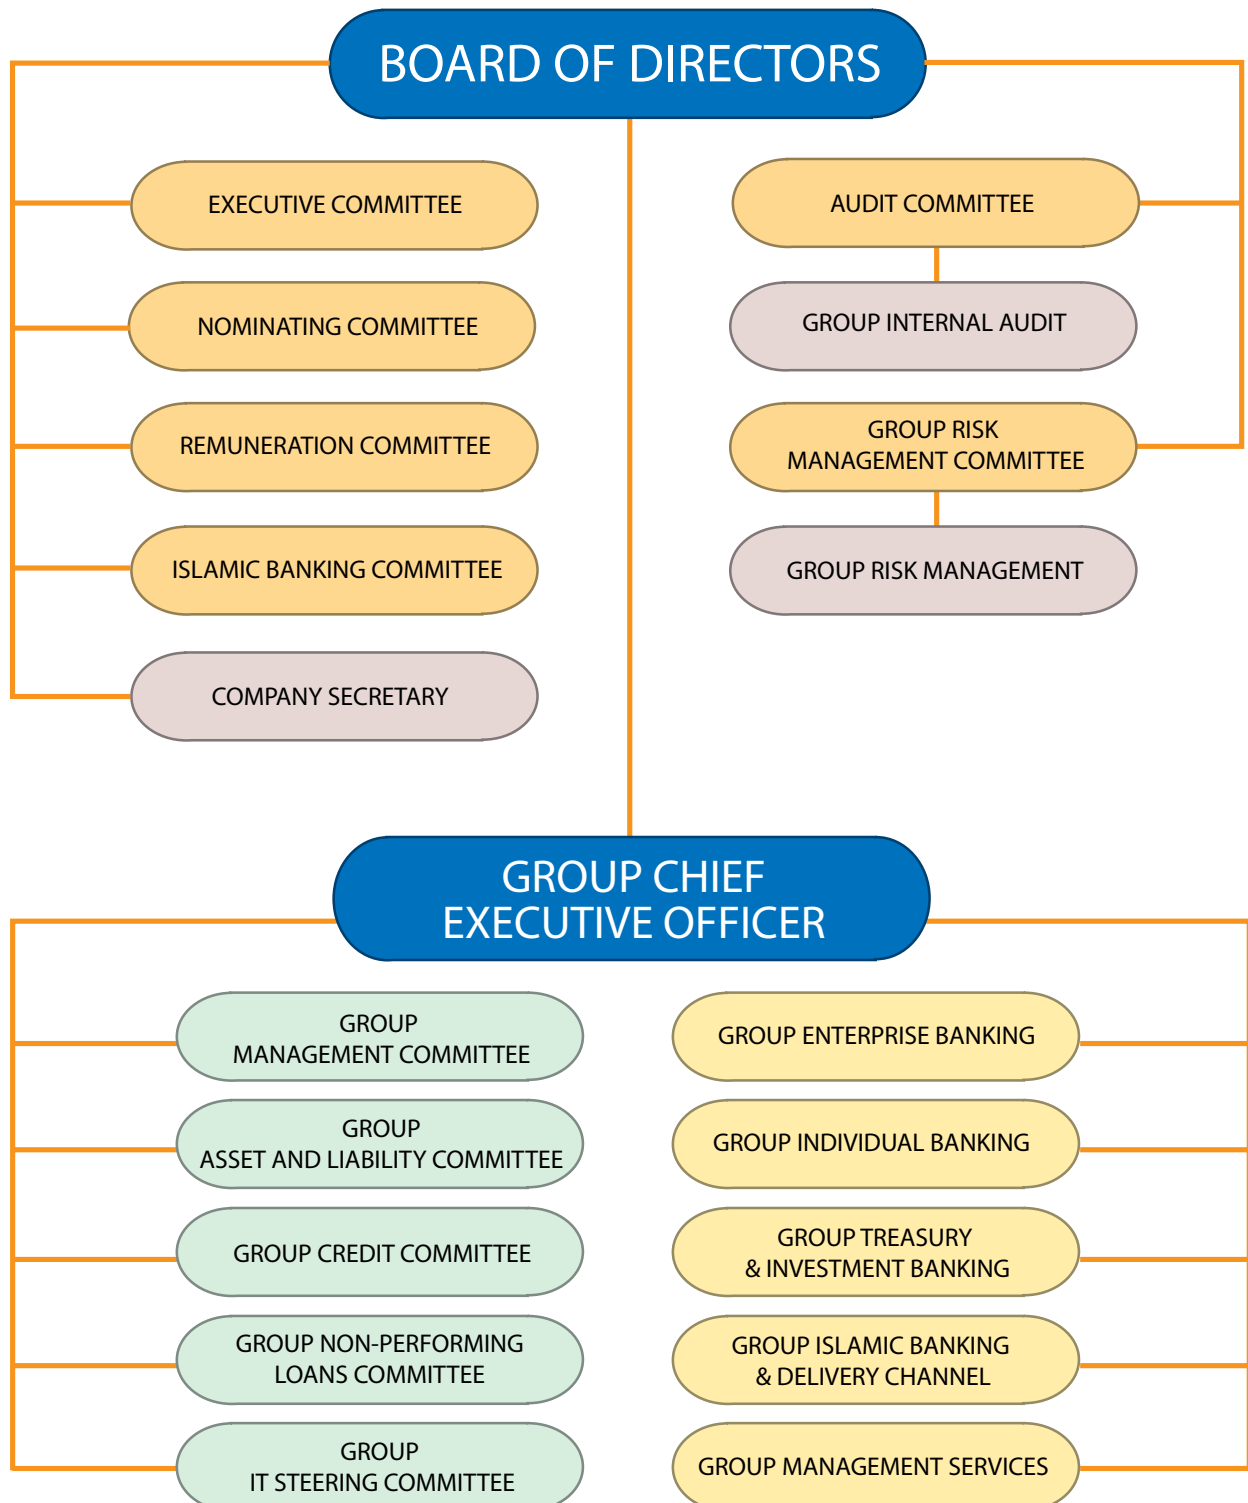 BOARD OF DIRECTORS
EXECUTIVE COMMITTEE
NOMINATING COMMITTEE
REMUNERATION COMMITTEE
ISLAMIC BANKING COMMITTEE
COMPANY SECRETARY
AUDIT COMMITTEE
GROUP INTERNAL AUDIT
GROUP RISK
MANAGEMENT COMMITTEE
GROUP RISK MANAGEMENT
GROUP CHIEF
EXECUTIVE OFFICER
GROUP
MANAGEMENT COMMITTEE
GROUP
ASSET AND LIABILITY COMMITTEE
GROUP CREDIT COMMITTEE
GROUP NON-PERFORMING
LOANS COMMITTEE
GROUP
IT STEERING COMMITTEE
GROUP ENTERPRISE BANKING
GROUP INDIVIDUAL BANKING
GROUP TREASURY
& INVESTMENT BANKING
GROUP ISLAMIC BANKING
& DELIVERY CHANNEL
GROUP MANAGEMENT SERVICES